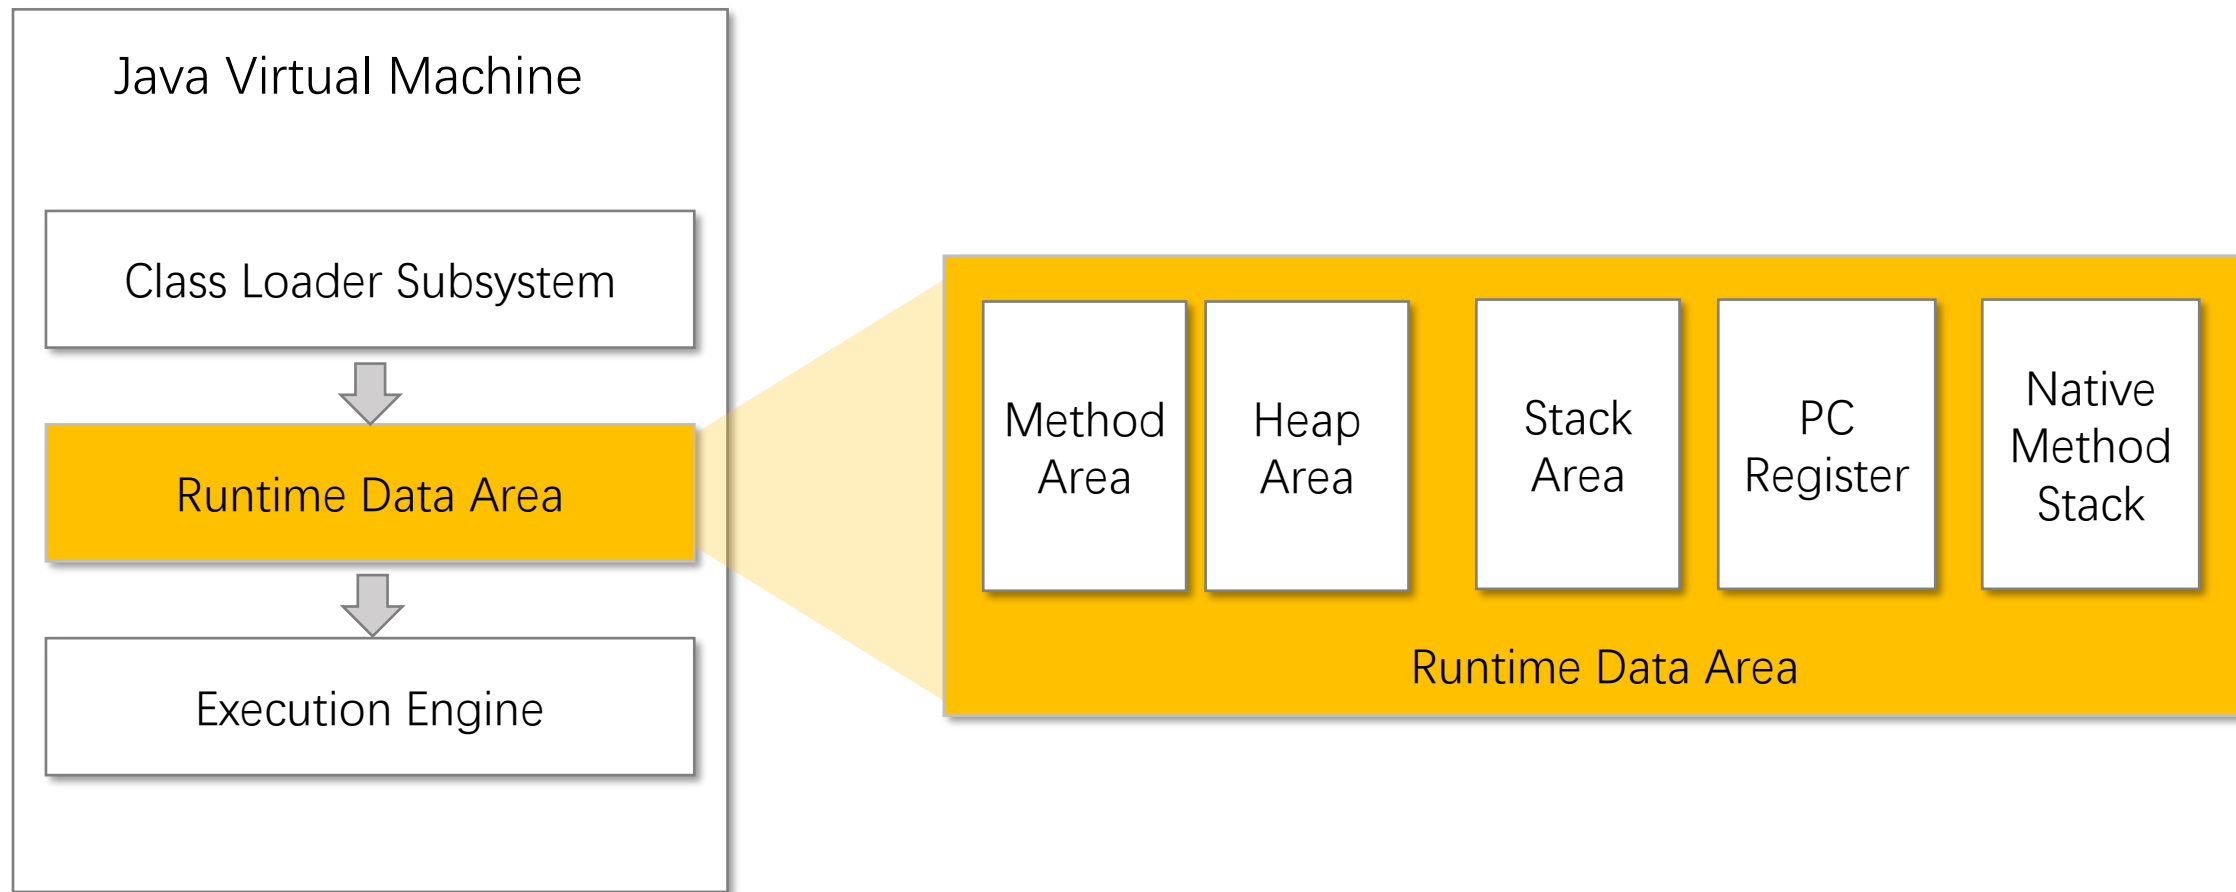 Java Virtual Machine
Class Loader Subsystem
Runtime Data Area
Execution Engine
Method
Area
Heap
Area
Stack
Area
PC
Register
Native
Method
Stack
Runtime Data Area